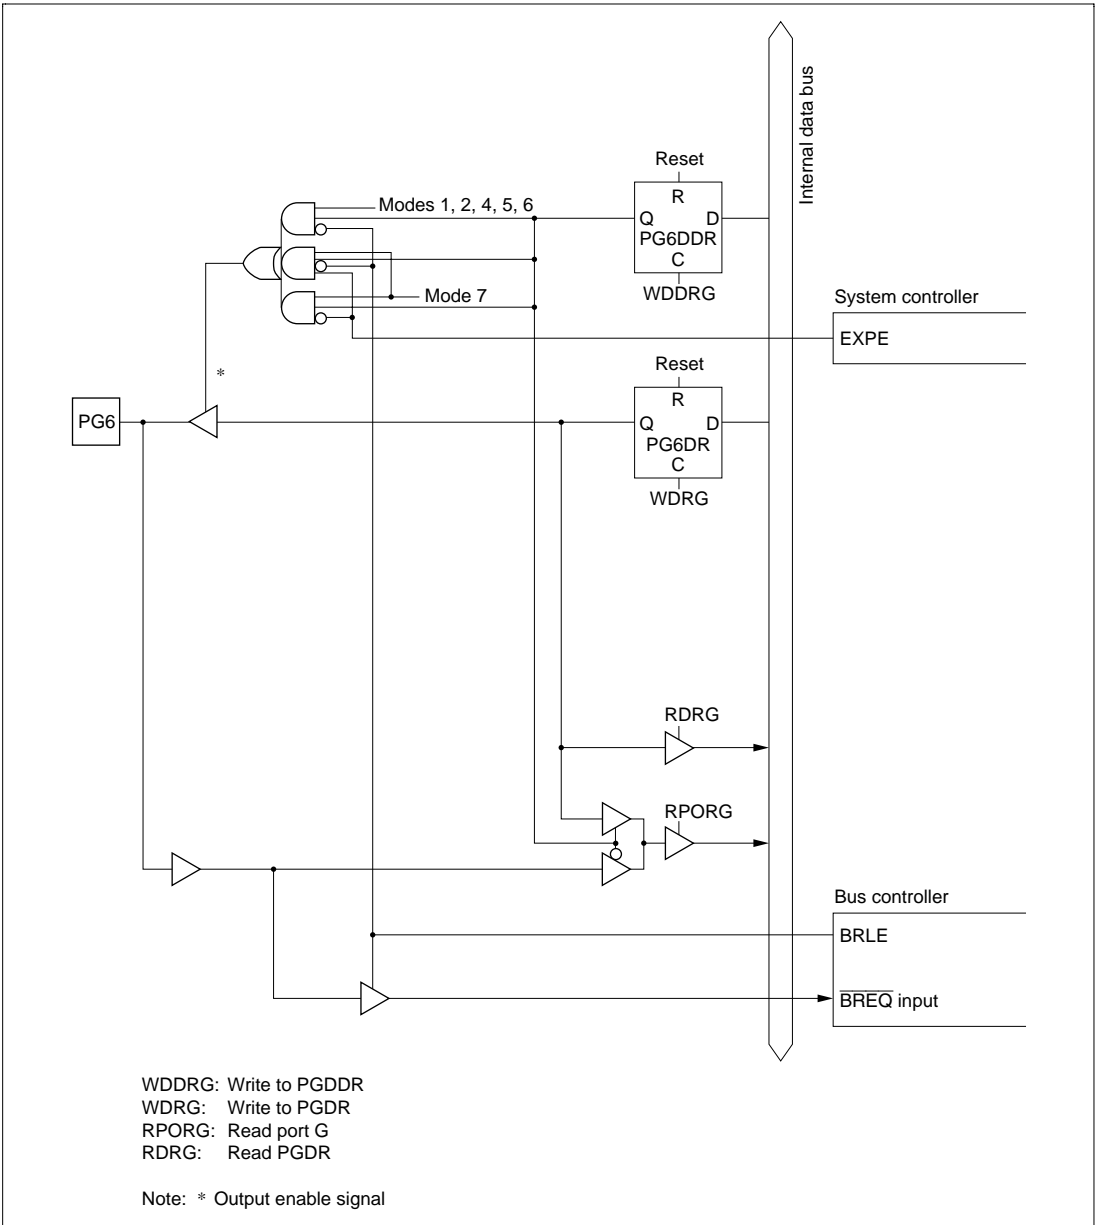 Internal data bus
Reset
R
Modes 1, 2, 4, 5, 6
Q D
PG6DDR
C
WDDRG
Mode 7
System controller
EXPE
Reset
*
R
PG6
Q D
PG6DR
C
WDRG
RDRG
RPORG
Bus controller
BRLE
BREQ input
WDDRG: Write to PGDDR
WDRG: Write to PGDR
RPORG: Read port G
RDRG: Read PGDR
Note: * Output enable signal